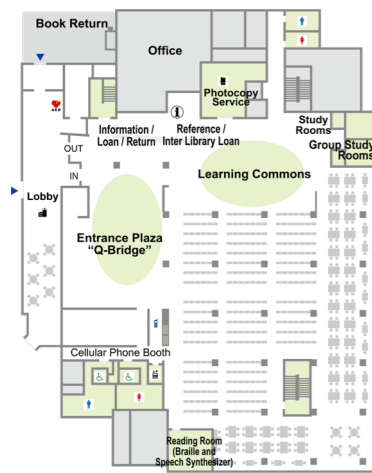 Book Return
Office
Photocopy
Service
AED
Information /
Loan / Return
Reference /
Inter Library Loan
Study
Rooms
Group Study
Rooms
OUT
IN
Learning Commons
Lobby
Entrance Plaza
“Q-Bridge”
Cellular Phone Booth
Reading Room
(Braille and
Speech Synthesizer)